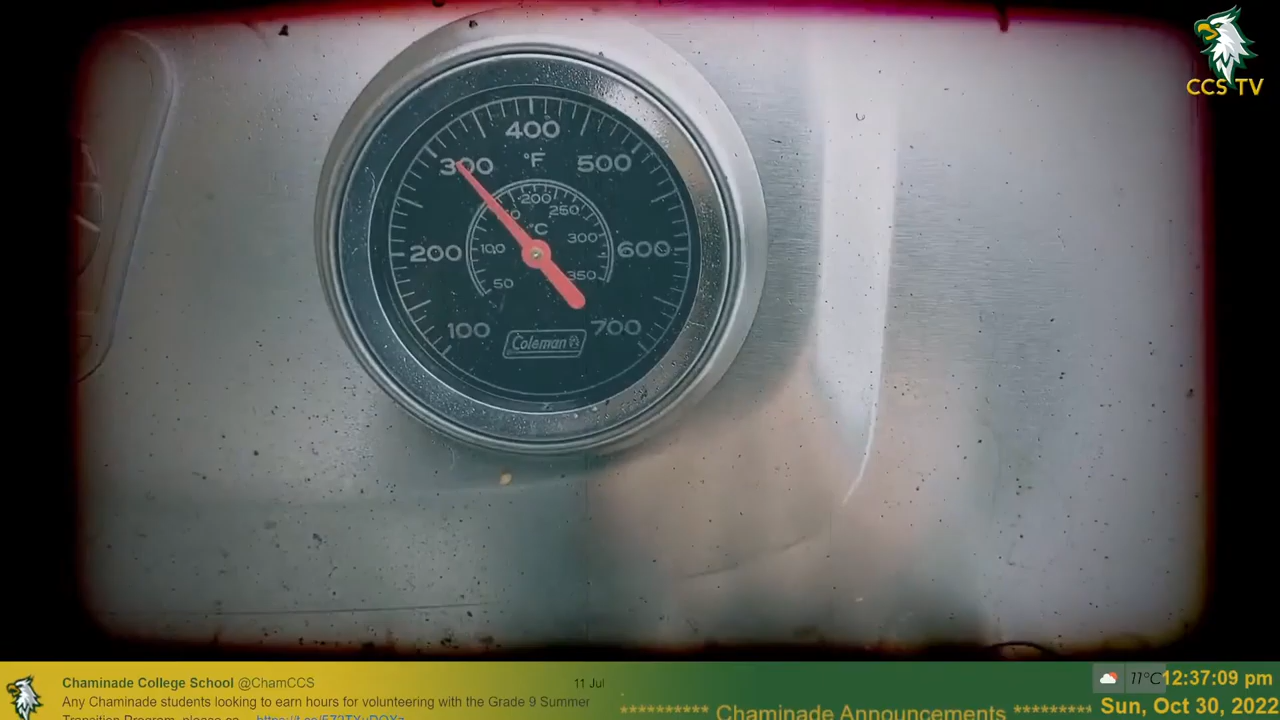 CCS TV
400
°F
300
500
200
250
°C
200
100
300
600
350
50
100
700
Coleman
Chaminade College School @ChamCCS
11 Jul
Any Chaminade students looking to earn hours for volunteering with the Grade 9 Summer
********** Chaminade Announcements *********
11°C
12:37:09 pm
Sun, Oct 30, 2022